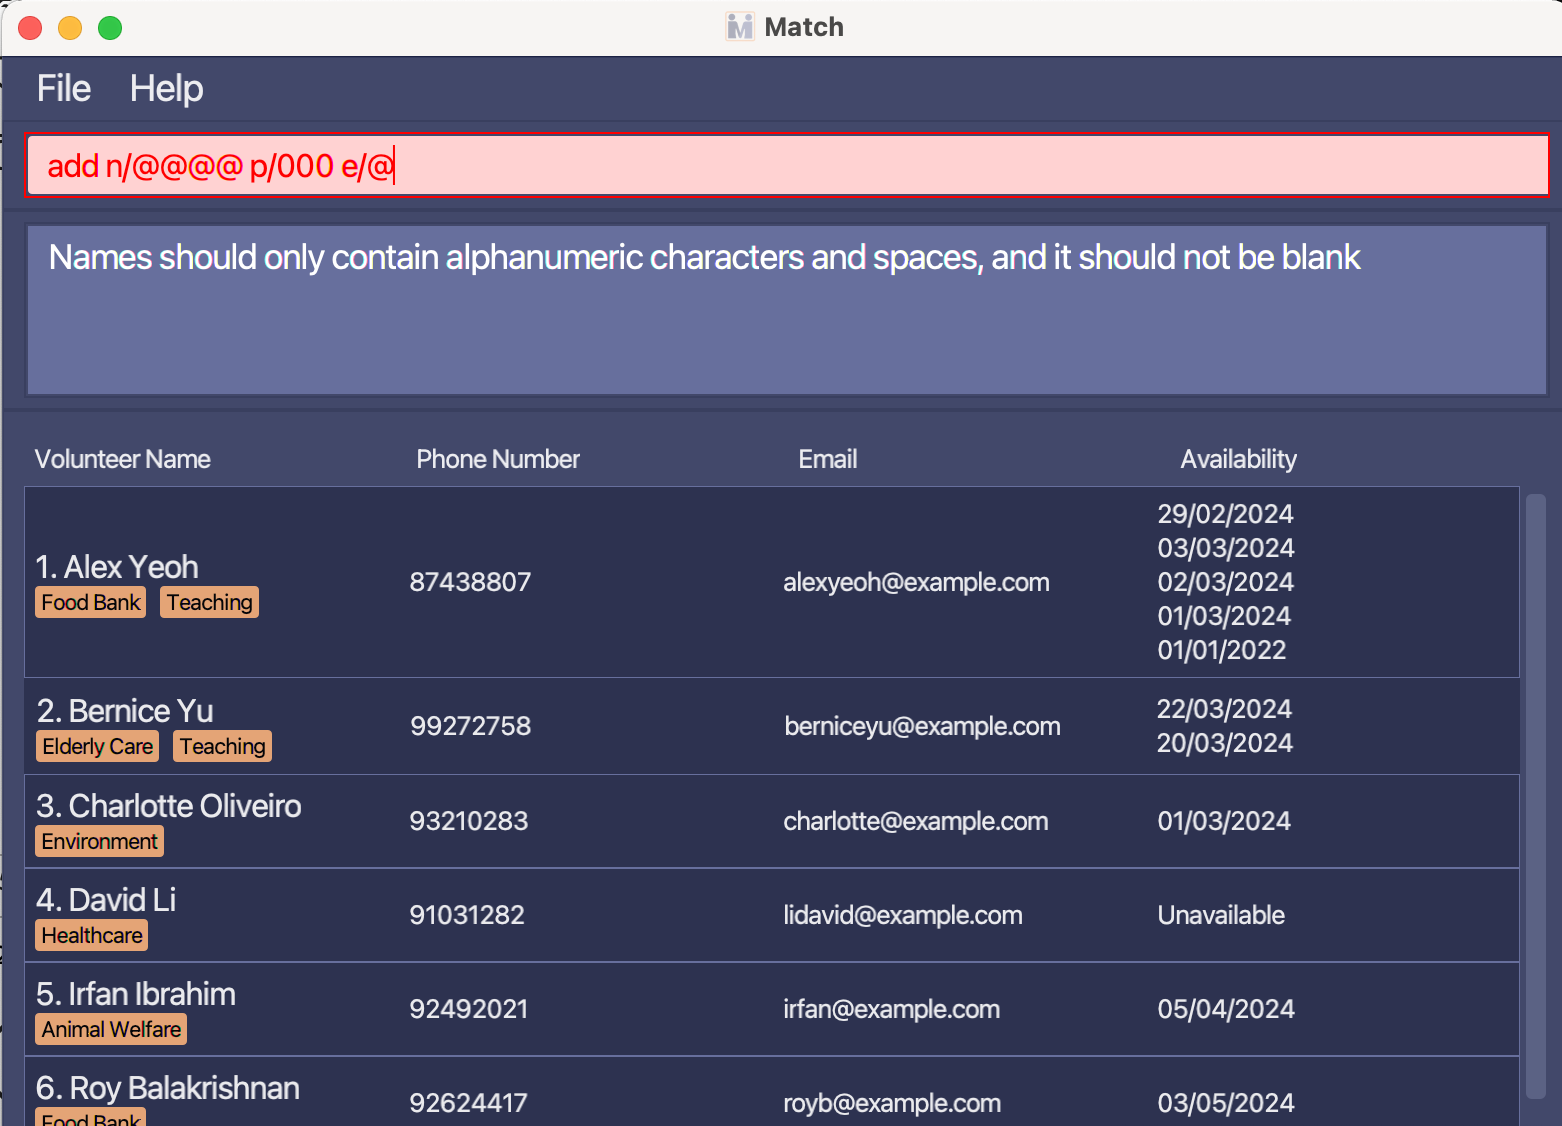 Match
File Help
add n/@@@@ p/000 e/@
Names should only contain alphanumeric characters and spaces, and it should not be blank
Volunteer Name Phone Number Email Availability
29/02/2024
03/03/2024
1. Alex Yeoh 87438807 alexyeoh@example.com 02/03/2024
Food Bank Teaching 01/03/2024
01/01/2022
2. Bernice Yu 99272758 berniceyu@example.com 22/03/2024
Elderly Care Teaching 20/03/2024
3. Charlotte Oliveiro 93210283 charlotte@example.com 01/03/2024
Environment
4. David Li 91031282 lidavid@example.com Unavailable
Healthcare
5. Irfan Ibrahim 92492021 irfan@example.com 05/04/2024
Animal Welfare
6. Roy Balakrishnan 92624417 royb@example.com 03/05/2024
Food Bank